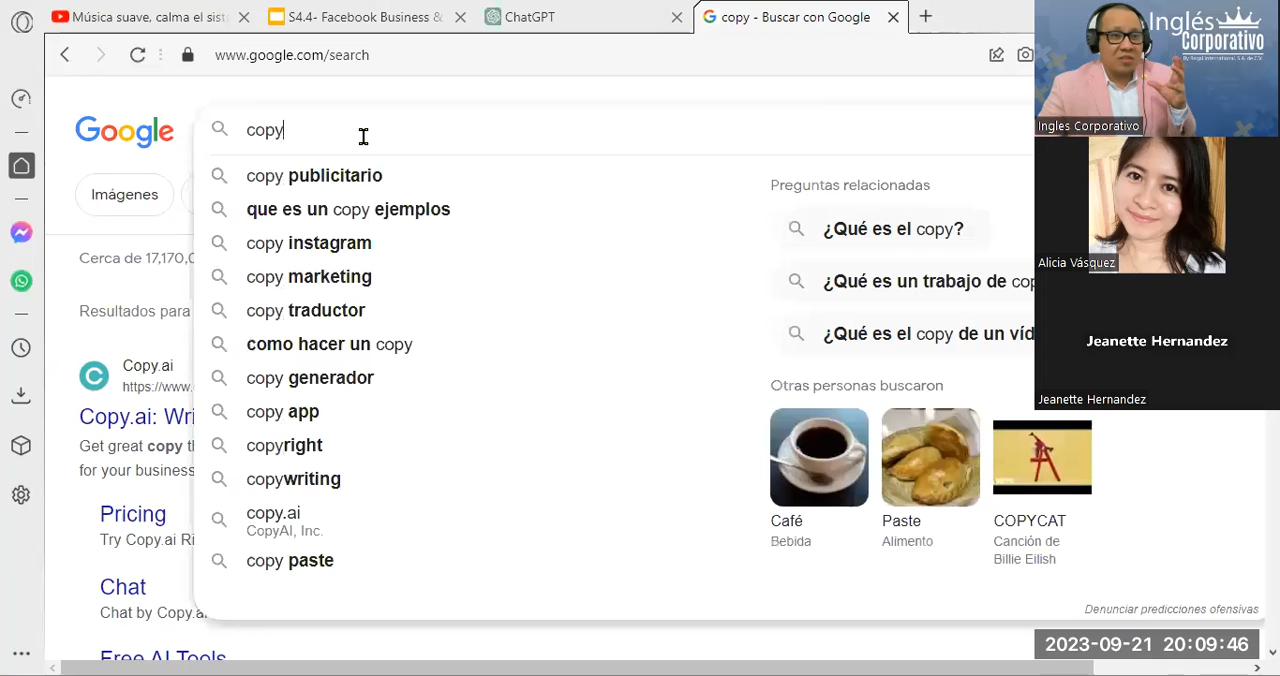 Música suave, calma el sist
S4.4- Facebook Business &
ChatGPT
copy - Buscar con Google
www.google.com/search
Google
copy
Imágenes
Cerca de 17,170,0
Resultados para
Copy.ai
https://www.
Copy.ai: Wri
Get great copy th
for your business
Pricing
Try Copy.ai Ri
Chat
Chat by Copy.a
Free AI Tools
copy publicitario
que es un copy ejemplos
copy instagram
copy marketing
copy traductor
como hacer un copy
copy generador
copy app
copyright
copywriting
copy.ai
CopyAI, Inc.
copy paste
Preguntas relacionadas
¿Qué es el copy?
¿Qué es un trabajo de cop
¿Qué es el copy de un víd
Otras personas buscaron
Café
Bebida
Paste
Alimento
COPYCAT
Canción de
Billie Eilish
Denunciar predicciones ofensivas
Inglés
Corporativo
Ingles Corporativo
Alicia Vásquez
Jeanette Hernandez
Jeanette Hernandez
2023-09-21 20:09:46